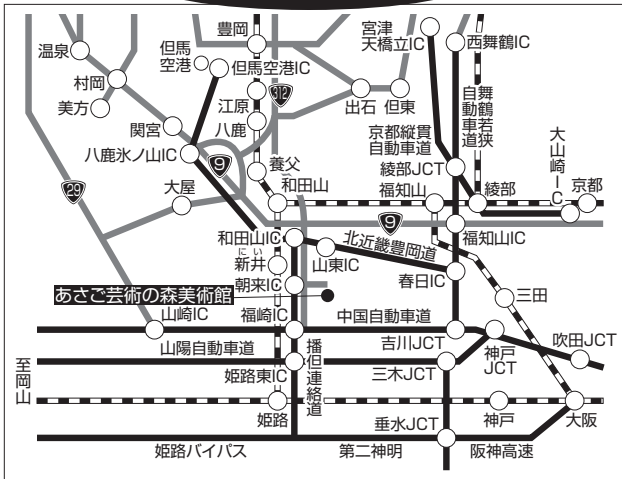 豊岡
宮津
天橋立IC
西舞鶴IC
温泉
但馬
空港
但馬空港IC
312
村岡
江原
出石
但東
美方
八鹿
関宮
京都縦貫
自動車道
舞鶴若狭
自動車道
大山崎IC
八鹿氷ノ山IC
9
養父
綾部JCT
29
大屋
和田山
福知山
綾部
京都
9
和田山IC
北近畿豊岡道
福知山IC
にい
新井
山東IC
朝来IC
春日IC
あさご芸術の森美術館
三田
山崎IC
福崎IC
中国自動車道
山陽自動車道
吉川JCT
神戸
JCT
吹田JCT
至岡山
姫路東IC
播但連絡道
三木JCT
姫路
神戸
大阪
垂水JCT
姫路バイパス
第二神明
阪神高速